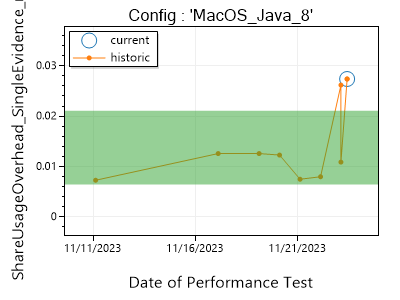 Config : 'MacOS_Java_8'
current
historic
0.03
0.02
0.01
0
11/11/2023
11/16/2023
11/21/2023
Date of Performance Test
ShareUsageOverhead_SingleEvidence_